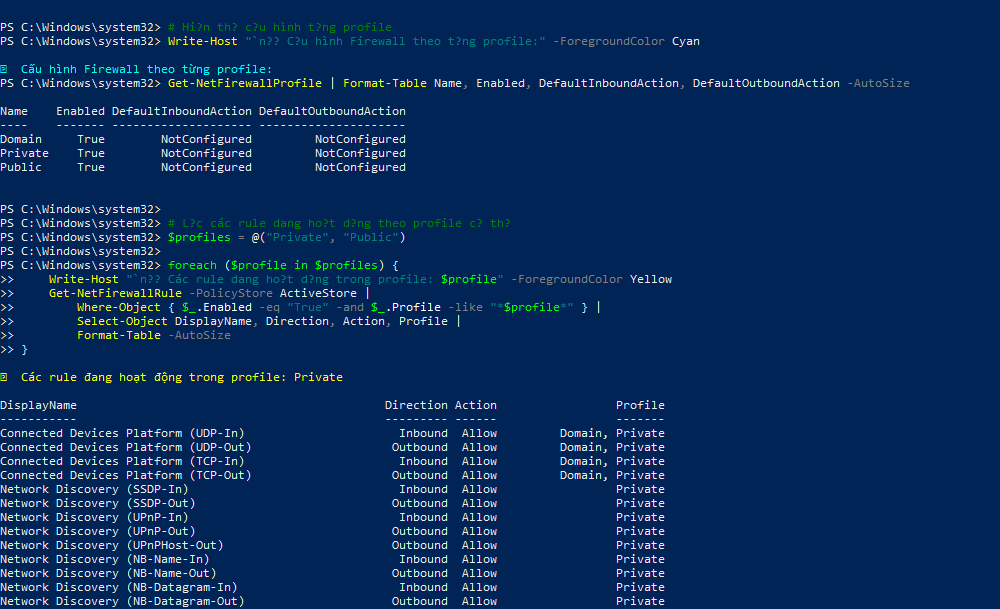 PS C:\Windows\system32> # Hi?n th? c?u hình t?ng profile
PS C:\Windows\system32> Write-Host "`n?? C?u hình Firewall theo t?ng profile:" -ForegroundColor Cyan
Cấu hình Firewall theo từng profile:
PS C:\Windows\system32> Get-NetFirewallProfile | Format-Table Name, Enabled, DefaultInboundAction, DefaultOutboundAction -AutoSize
Name    Enabled DefaultInboundAction DefaultOutboundAction
----    ------- -------------------- ---------------------
Domain     True        NotConfigured         NotConfigured
Private    True        NotConfigured         NotConfigured
Public     True        NotConfigured         NotConfigured
PS C:\Windows\system32>
PS C:\Windows\system32> # L?c các rule dang ho?t d?ng theo profile c? th?
PS C:\Windows\system32> $profiles = @("Private", "Public")
PS C:\Windows\system32>
PS C:\Windows\system32> foreach ($profile in $profiles) {
>>     Write-Host "`n?? Các rule dang ho?t d?ng trong profile: $profile" -ForegroundColor Yellow
>>     Get-NetFirewallRule -PolicyStore ActiveStore |
>>         Where-Object { $_.Enabled -eq "True" -and $_.Profile -like "*$profile*" } |
>>         Select-Object DisplayName, Direction, Action, Profile |
>>         Format-Table -AutoSize
>> }
Các rule đang hoạt động trong profile: Private
DisplayName                                            Direction Action                 Profile
-----------                                            --------- ------                 -------
Connected Devices Platform (UDP-In)                      Inbound  Allow         Domain, Private
Connected Devices Platform (UDP-Out)                    Outbound  Allow         Domain, Private
Connected Devices Platform (TCP-In)                      Inbound  Allow         Domain, Private
Connected Devices Platform (TCP-Out)                    Outbound  Allow         Domain, Private
Network Discovery (SSDP-In)                              Inbound  Allow                 Private
Network Discovery (SSDP-Out)                            Outbound  Allow                 Private
Network Discovery (UPnP-In)                              Inbound  Allow                 Private
Network Discovery (UPnP-Out)                            Outbound  Allow                 Private
Network Discovery (UPnPHost-Out)                        Outbound  Allow                 Private
Network Discovery (NB-Name-In)                           Inbound  Allow                 Private
Network Discovery (NB-Name-Out)                         Outbound  Allow                 Private
Network Discovery (NB-Datagram-In)                       Inbound  Allow                 Private
Network Discovery (NB-Datagram-Out)                     Outbound  Allow                 Private